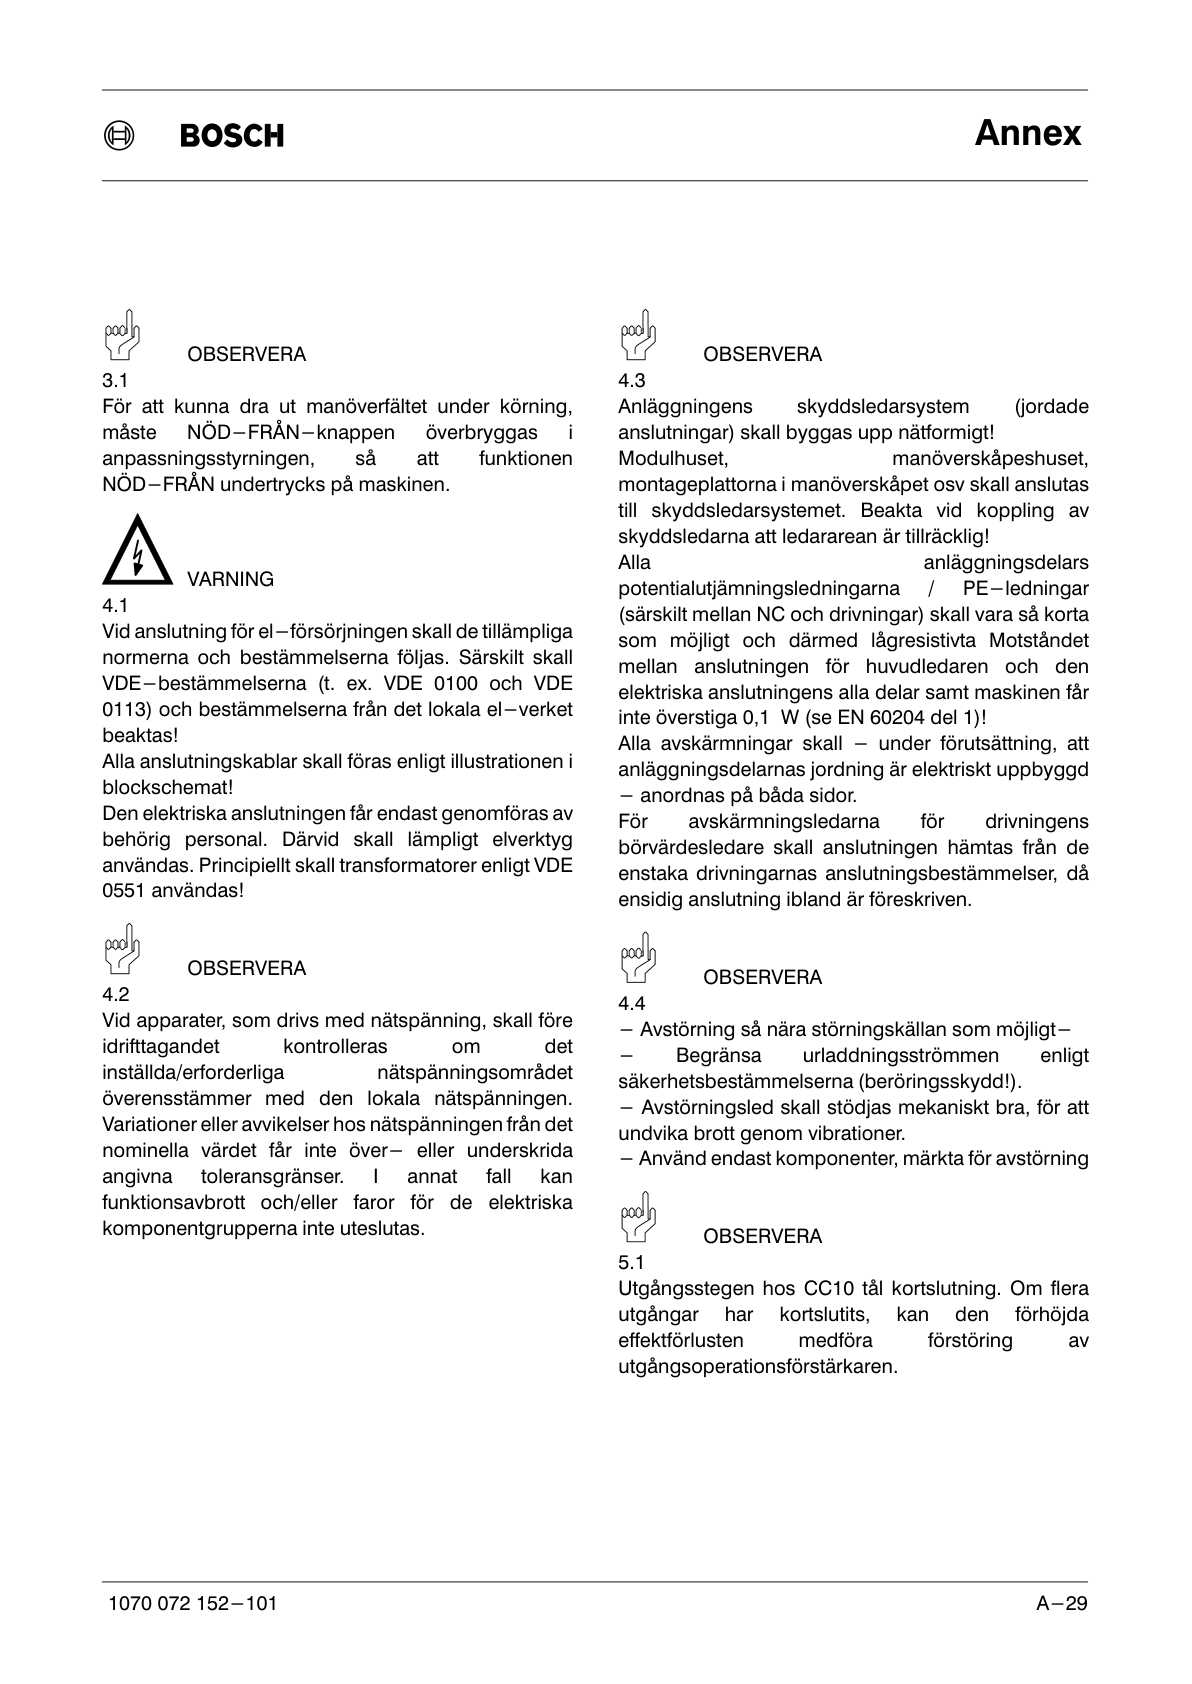 BOSCH
Annex
OBSERVERA
3.1
För att kunna dra ut manöverfältet under körning,
måste NÖD−FRÅN−knappen överbryggas i
anpassningsstyrningen, så att funktionen
NÖD−FRÅN undertrycks på maskinen.
VARNING
4.1
Vid anslutning för el−försörjningen skall de tillämpliga
normerna och bestämmelserna följas. Särskilt skall
VDE−bestämmelserna (t. ex. VDE 0100 och VDE
0113) och bestämmelserna från det lokala el−verket
beaktas!
Alla anslutningskablar skall föras enligt illustrationen i
blockschemat!
Den elektriska anslutningen får endast genomföras av
behörig personal. Därvid skall lämpligt elverktyg
användas. Principiellt skall transformatorer enligt VDE
0551 användas!
OBSERVERA
4.2
Vid apparater, som drivs med nätspänning, skall före
idrifttagandet kontrolleras om det
inställda/erforderliga nätspänningsområdet
överensstämmer med den lokala nätspänningen.
Variationer eller avvikelser hos nätspänningen från det
nominella värdet får inte över− eller underskrida
angivna toleransgränser. I annat fall kan
funktionsavbrott och/eller faror för de elektriska
komponentgrupperna inte uteslutas.
OBSERVERA
4.3
Anläggningens skyddsledarsystem (jordade
anslutningar) skall byggas upp nätformigt!
Modulhuset, manöverskåpeshuset,
montageplattorna i manöverskåpet osv skall anslutas
till skyddsledarsystemet. Beakta vid koppling av
skyddsledarna att ledararean är tillräcklig!
Alla anläggningsdelars
potentialutjämningsledningarna / PE−ledningar
(särskilt mellan NC och drivningar) skall vara så korta
som möjligt och därmed lågresistivta Motståndet
mellan anslutningen för huvudledaren och den
elektriska anslutningens alla delar samt maskinen får
inte överstiga 0,1 W (se EN 60204 del 1)!
Alla avskärmningar skall − under förutsättning, att
anläggningsdelarnas jordning är elektriskt uppbyggd
− anordnas på båda sidor.
För avskärmningsledarna för drivningens
börvärdesledare skall anslutningen hämtas från de
enstaka drivningarnas anslutningsbestämmelser, då
ensidig anslutning ibland är föreskriven.
OBSERVERA
4.4
− Avstörning så nära störningskällan som möjligt−
− Begränsa urladdningsströmmen enligt
säkerhetsbestämmelserna (beröringsskydd!).
− Avstörningsled skall stödjas mekaniskt bra, för att
undvika brott genom vibrationer.
− Använd endast komponenter, märkta för avstörning
OBSERVERA
5.1
Utgångsstegen hos CC10 tål kortslutning. Om flera
utgångar har kortslutits, kan den förhöjda
effektförlusten medföra förstöring av
utgångsoperationsförstärkaren.
1070 072 152−101
A−29